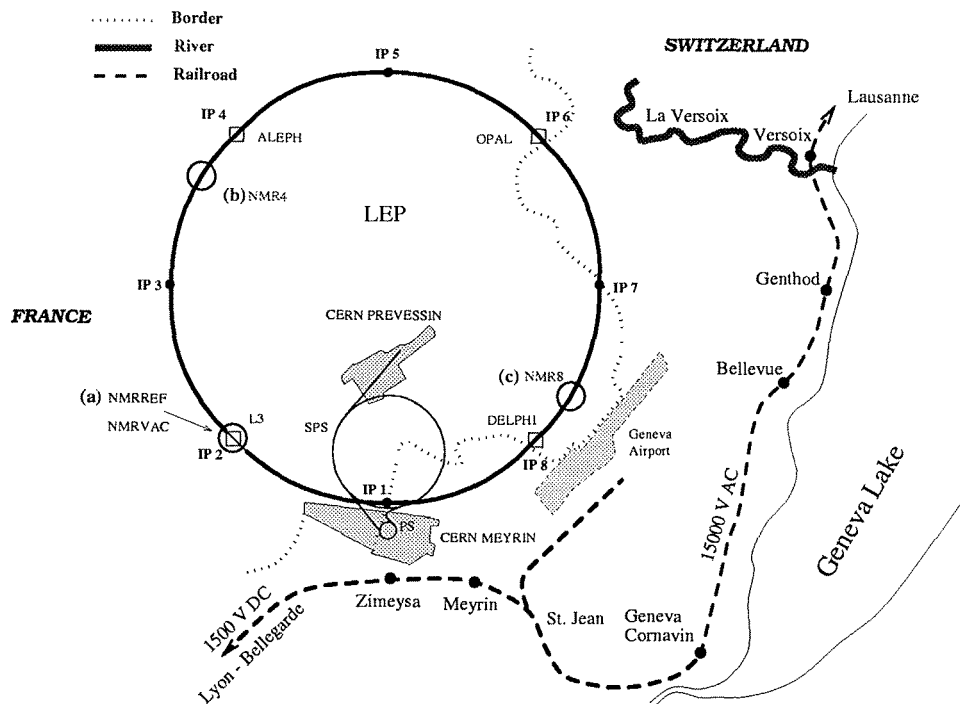 Border
River
Railroad
SWITZERLAND
IP 5
IP 4
ALEPH
OPAL
IP 6
La Versoix
Versoix
Lausanne
(b) NMR4
LEP
IP 3
IP 7
Genthod
FRANCE
CERN PREVESSIN
Bellevue
(c) NMR8
(a) NMRREF
NMRVAC
L3
IP 2
SPS
DELPHI
IP 8
Geneva
Airport
IP 1
PS
CERN MEYRIN
15000 V AC
Geneva Lake
1500 V DC
Lyon - Bellegarde
Zimeysa
Meyrin
St. Jean
Geneva
Cornavin